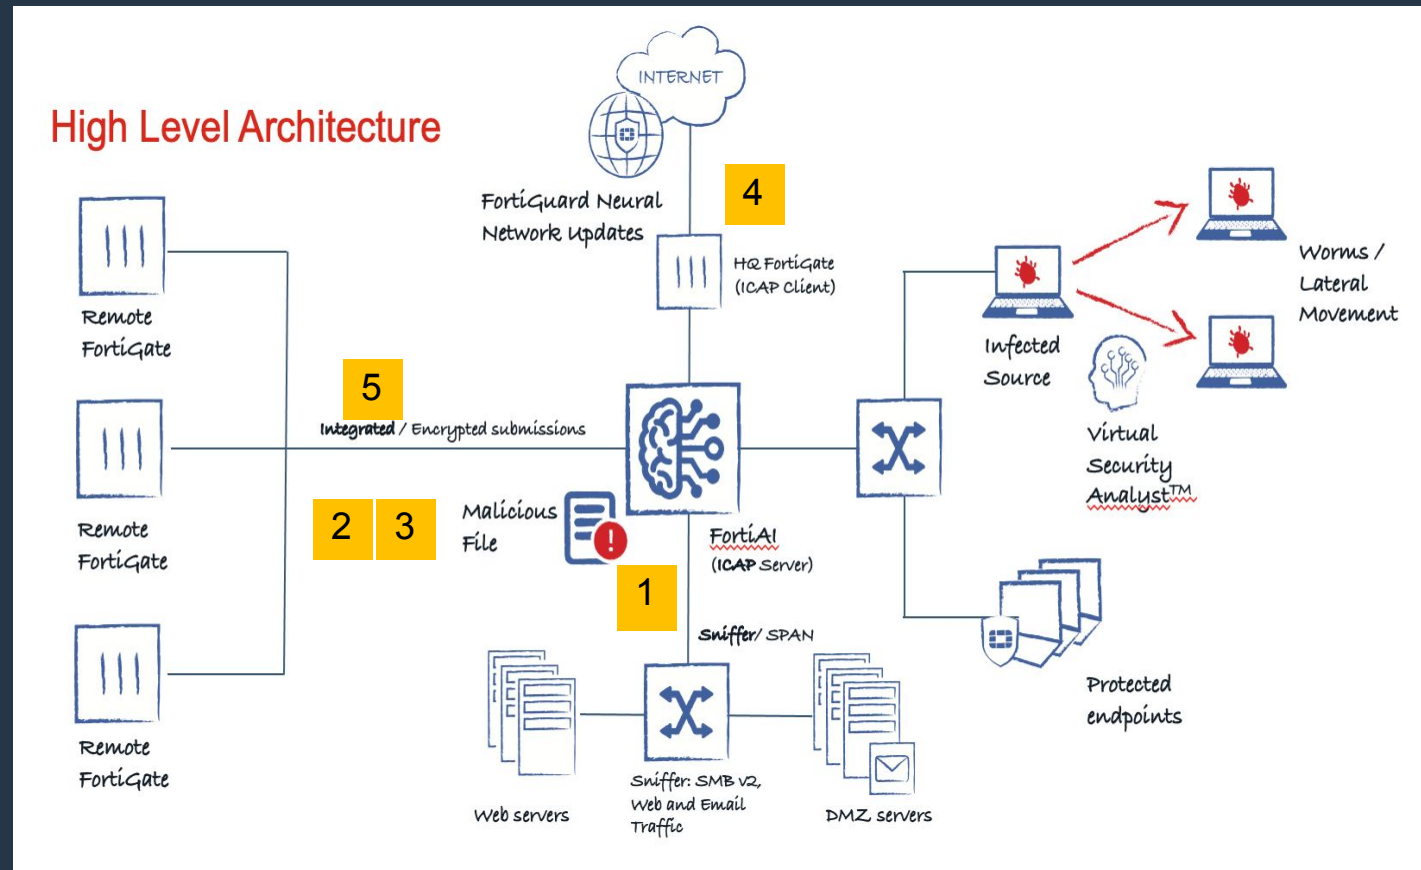 High Level Architecture
INTERNET
FortiGuard Neural
Network Updates
4
HQ FortiGate
(ICAP Client)
Remote
FortiGate
Remote
FortiGate
Remote
FortiGate
5
Integrated / Encrypted submissions
2
3
Malicious
File
1
FortiAI
(ICAP Server)
Sniffer/ SPAN
Web servers
Sniffer: SMB v2,
Web and Email
Traffic
DMZ servers
Infected
Source
Worms /
Lateral
Movement
Virtual
Security
Analyst™
Protected
endpoints